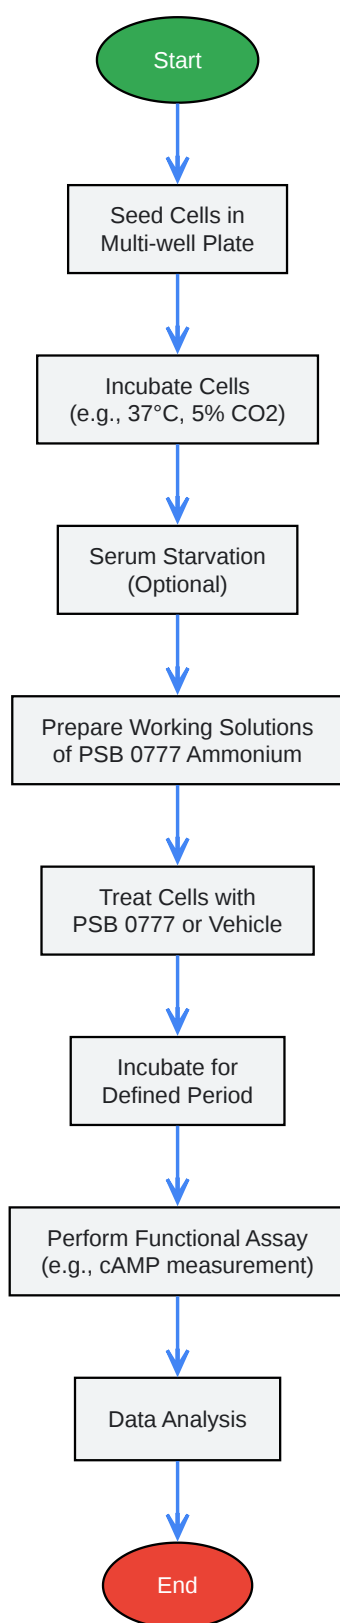 Start
Seed Cells in
Multi-well Plate
Incubate Cells
(e.g., 37°C, 5% CO2)
Serum Starvation
(Optional)
Prepare Working Solutions
of PSB 0777 Ammonium
Treat Cells with
PSB 0777 or Vehicle
Incubate for
Defined Period
Perform Functional Assay
(e.g., cAMP measurement)
Data Analysis
End